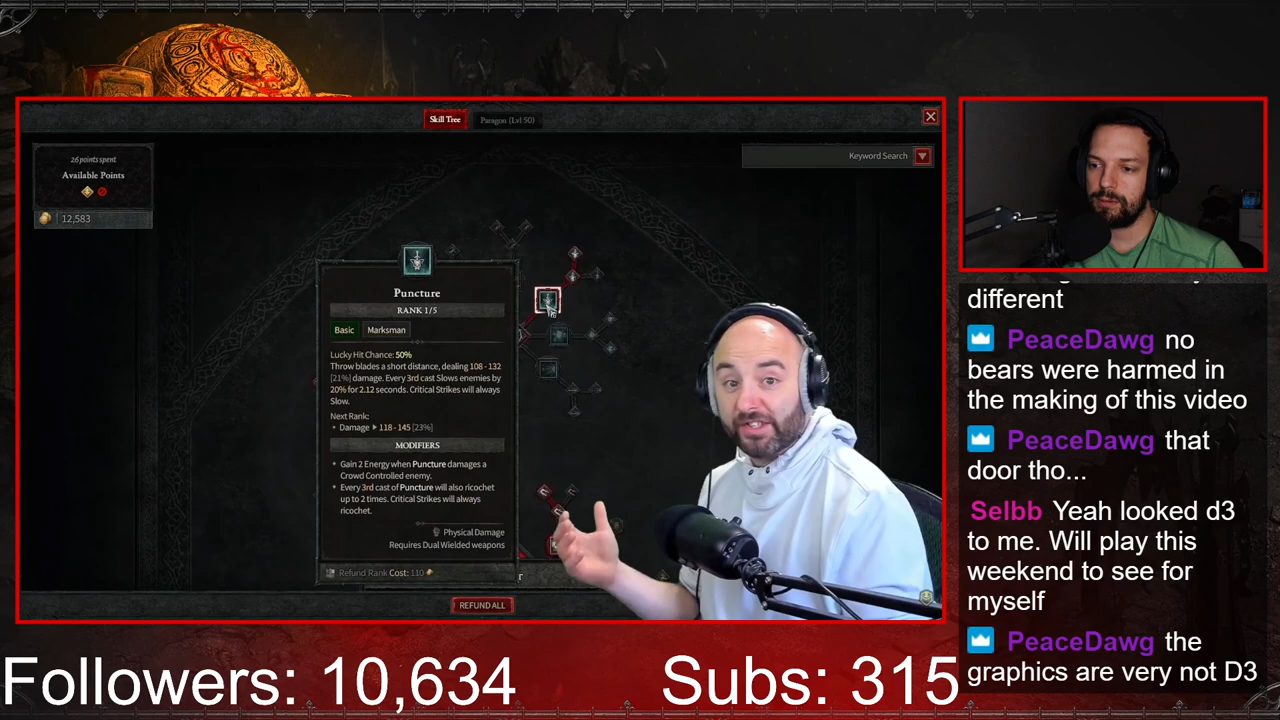 Skill Tree
Paragon (Lvl 50)
26 points spent
Available Points
12,583
Keyword Search
Puncture
RANK 1/5
Basic
Marksman
Lucky Hit Chance: 50%
Throw blades a short distance, dealing 108 - 132
[21%] damage. Every 3rd cast Slows enemies by
20% for 2.12 seconds. Critical Strikes will always
Slow.
Next Rank:
• Damage ▸ 118 - 145 [23%]
MODIFIERS
Gain 2 Energy when Puncture damages a
Crowd Controlled enemy.
Every 3rd cast of Puncture will also ricochet
up to 2 times. Critical Strikes will always
ricochet.
Physical Damage
Requires Dual Wielded weapons
Refund Rank Cost: 110
REFUND ALL
different
PeaceDawg no
bears were harmed in
the making of this video
PeaceDawg that
door tho...
Selbb Yeah looked d3
to me. Will play this
weekend to see for
myself
PeaceDawg the
graphics are very not D3
Followers: 10,634
Subs: 315